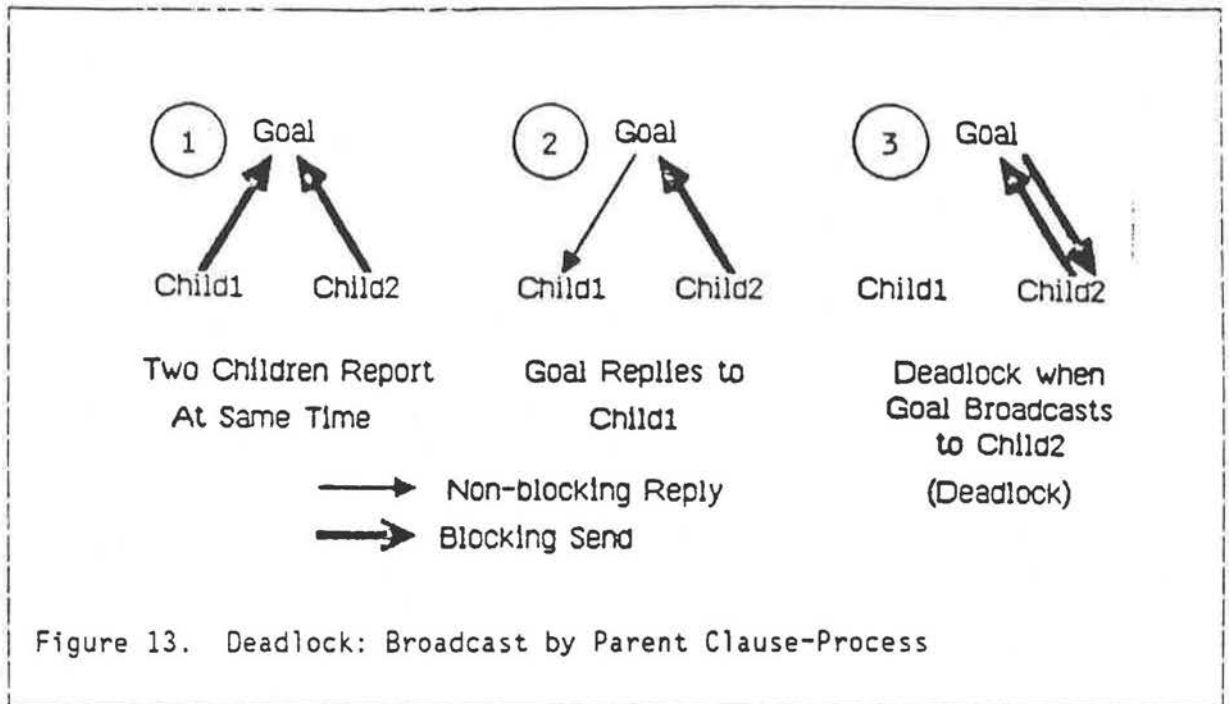 1 Goal
2 Goal
3 Goal
Child1 Child2
Child1 Child2
Child1 Child2
Two Children Report
At Same Time
Goal Replies to
Child1
Deadlock when
Goal Broadcasts
to Child2
(Deadlock)
Non-blocking Reply
Blocking Send
Figure 13. Deadlock: Broadcast by Parent Clause-Process